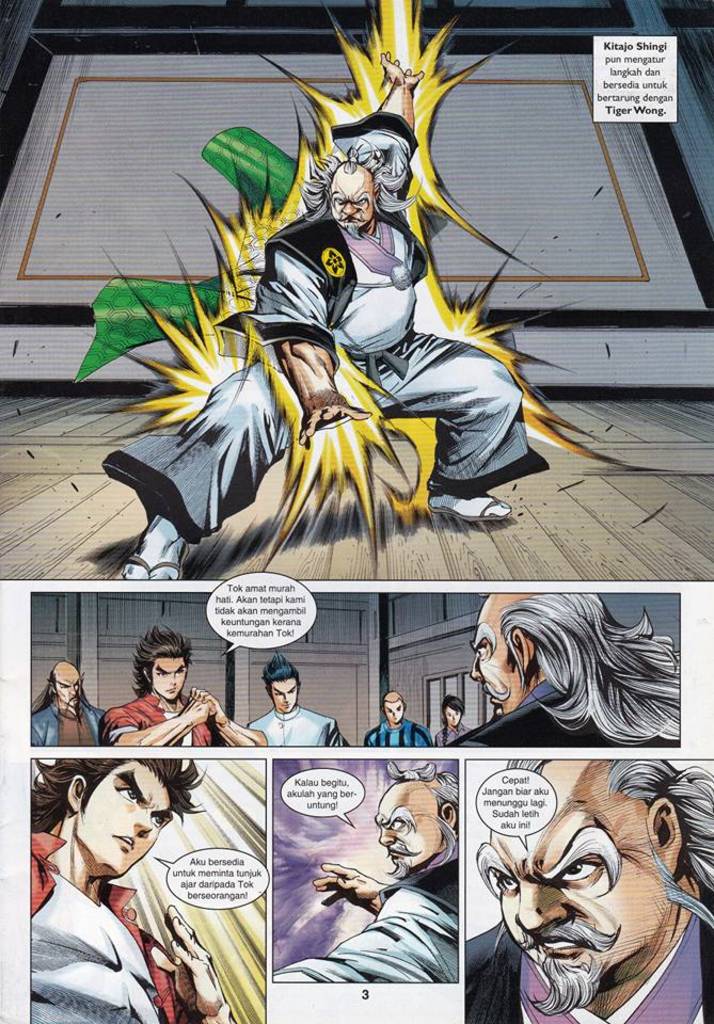 Kitajo Shingi
pun mengatur
langkah dan
bersedia untuk
bertarung dengan
Tiger Wong.
Tok amat murah
hati. Akan tetapi kami
tidak akan mengambil
keuntungan kerana
kemurahan Tok!
Aku bersedia
untuk meminta tunjuk
ajar daripada Tok
berseorangan!
Kalau begitu,
akulah yang ber-
untung!
Cepat!
Jangan biar aku
menunggu lagi.
Sudah letih
aku ini!
3